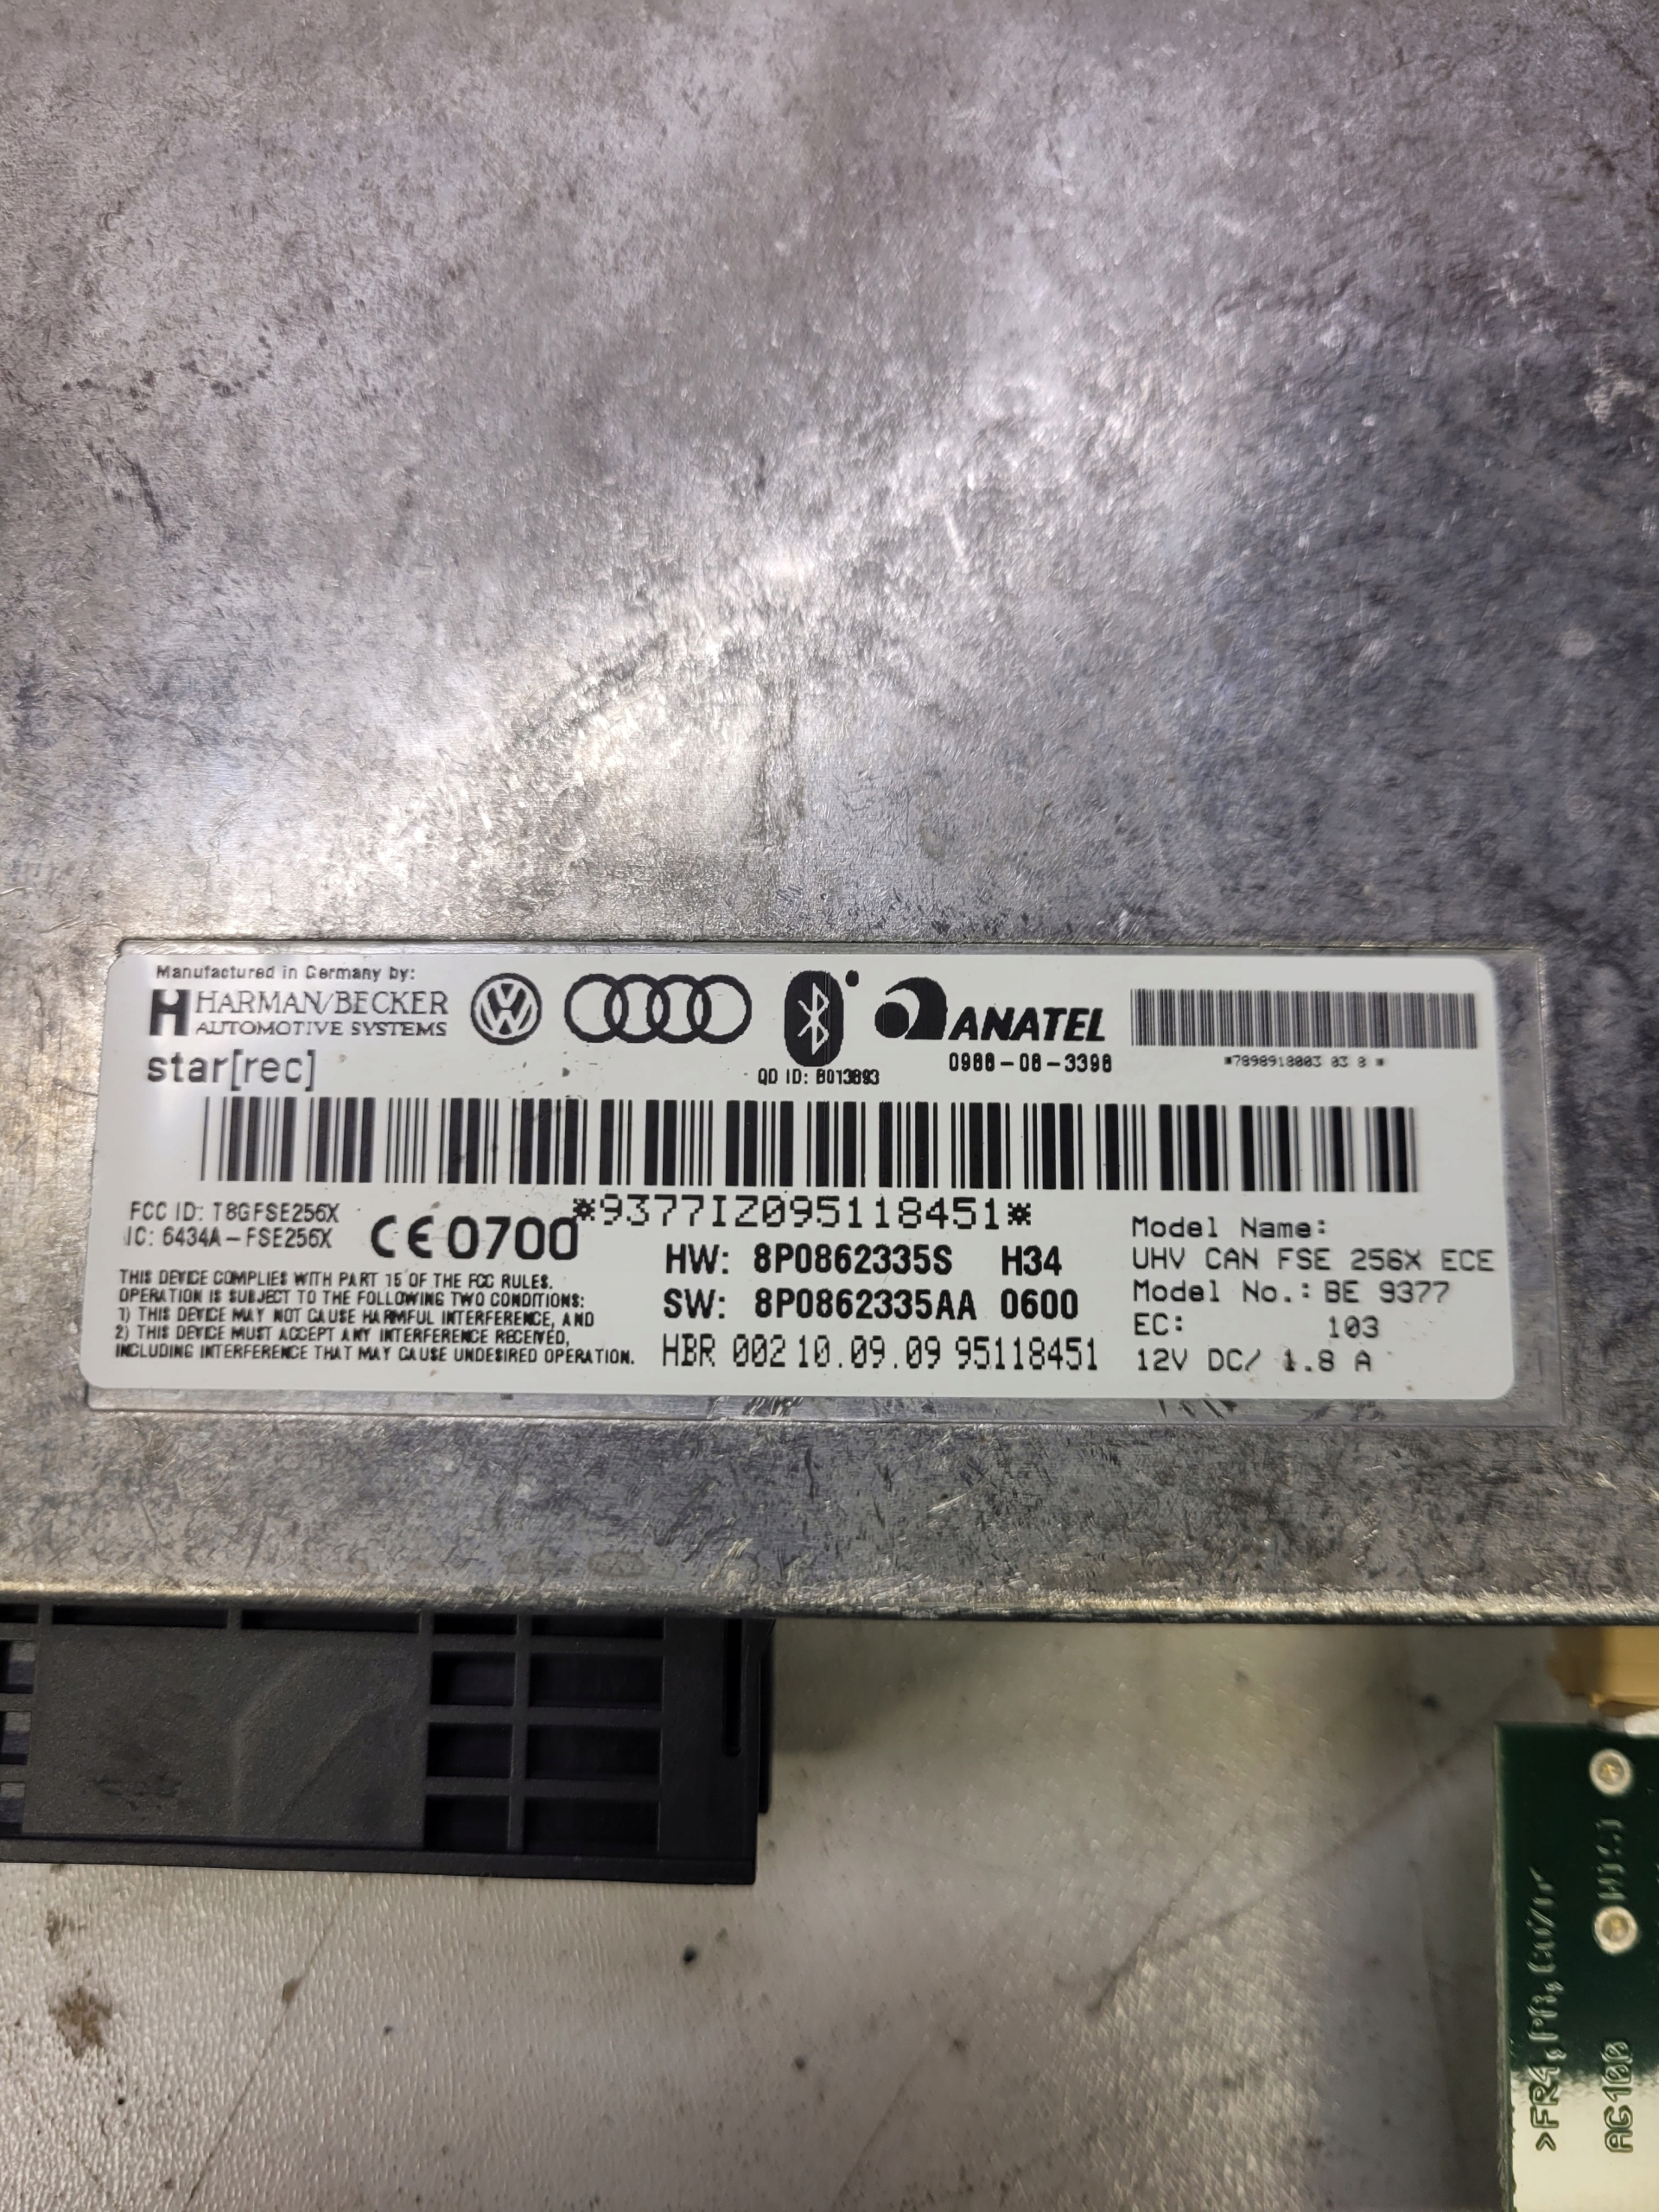 Manufactured in Germany by:
HARMAN/BECKER
AUTOMOTIVE SYSTEMS
star[rec]
QD ID: B013893
ANATEL
0988-08-3398
*7898918003 03 8 *
*9377IZ095118451*
FCC ID: T8GFSE256X
IC: 6434A-FSE256X
CE 0700
THIS DEVICE COMPLIES WITH PART 15 OF THE FCC RULES.
OPERATION IS SUBJECT TO THE FOLLOWING TWO CONDITIONS:
1) THIS DEVICE MAY NOT CAUSE HARMFUL INTERFERENCE, AND
2) THIS DEVICE MUST ACCEPT ANY INTERFERENCE RECEIVED,
INCLUDING INTERFERENCE THAT MAY CAUSE UNDESIRED OPERATION.
HW: 8P0862335S H34
SW: 8P0862335AA 0600
HBR 002 10.09.09 95118451
Model Name:
UHV CAN FSE 256X ECE
Model No.: BE 9377
EC: 103
12V DC/ 1.8 A
AG10B